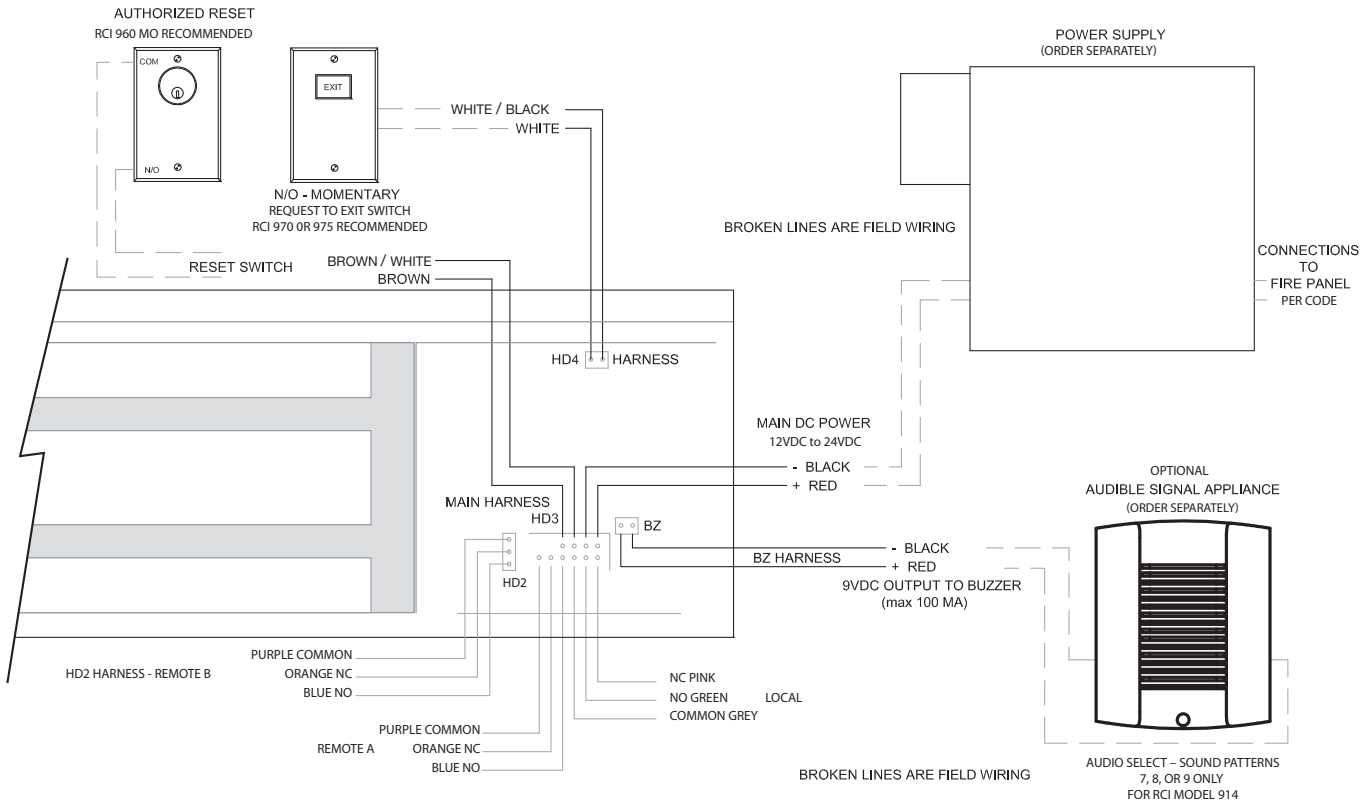 AUTHORIZED RESET
RCI 960 MO RECOMMENDED
COM
N/O
EXIT
N/O - MOMENTARY
REQUEST TO EXIT SWITCH
RCI 970 0R 975 RECOMMENDED
WHITE / BLACK
WHITE
POWER SUPPLY
(ORDER SEPARATELY)
BROKEN LINES ARE FIELD WIRING
CONNECTIONS
TO
FIRE PANEL
PER CODE
RESET SWITCH
BROWN / WHITE
BROWN
HD4
HARNESS
MAIN DC POWER
12VDC to 24VDC
- BLACK
+ RED
MAIN HARNESS
HD3
BZ
HD2
BZ HARNESS
- BLACK
+ RED
9VDC OUTPUT TO BUZZER
(max 100 MA)
OPTIONAL
AUDIBLE SIGNAL APPLIANCE
(ORDER SEPARATELY)
HD2 HARNESS - REMOTE B
PURPLE COMMON
ORANGE NC
BLUE NO
REMOTE A
PURPLE COMMON
ORANGE NC
BLUE NO
NC PINK
NO GREEN
COMMON GREY
LOCAL
BROKEN LINES ARE FIELD WIRING
AUDIO SELECT – SOUND PATTERNS
7, 8, OR 9 ONLY
FOR RCI MODEL 914